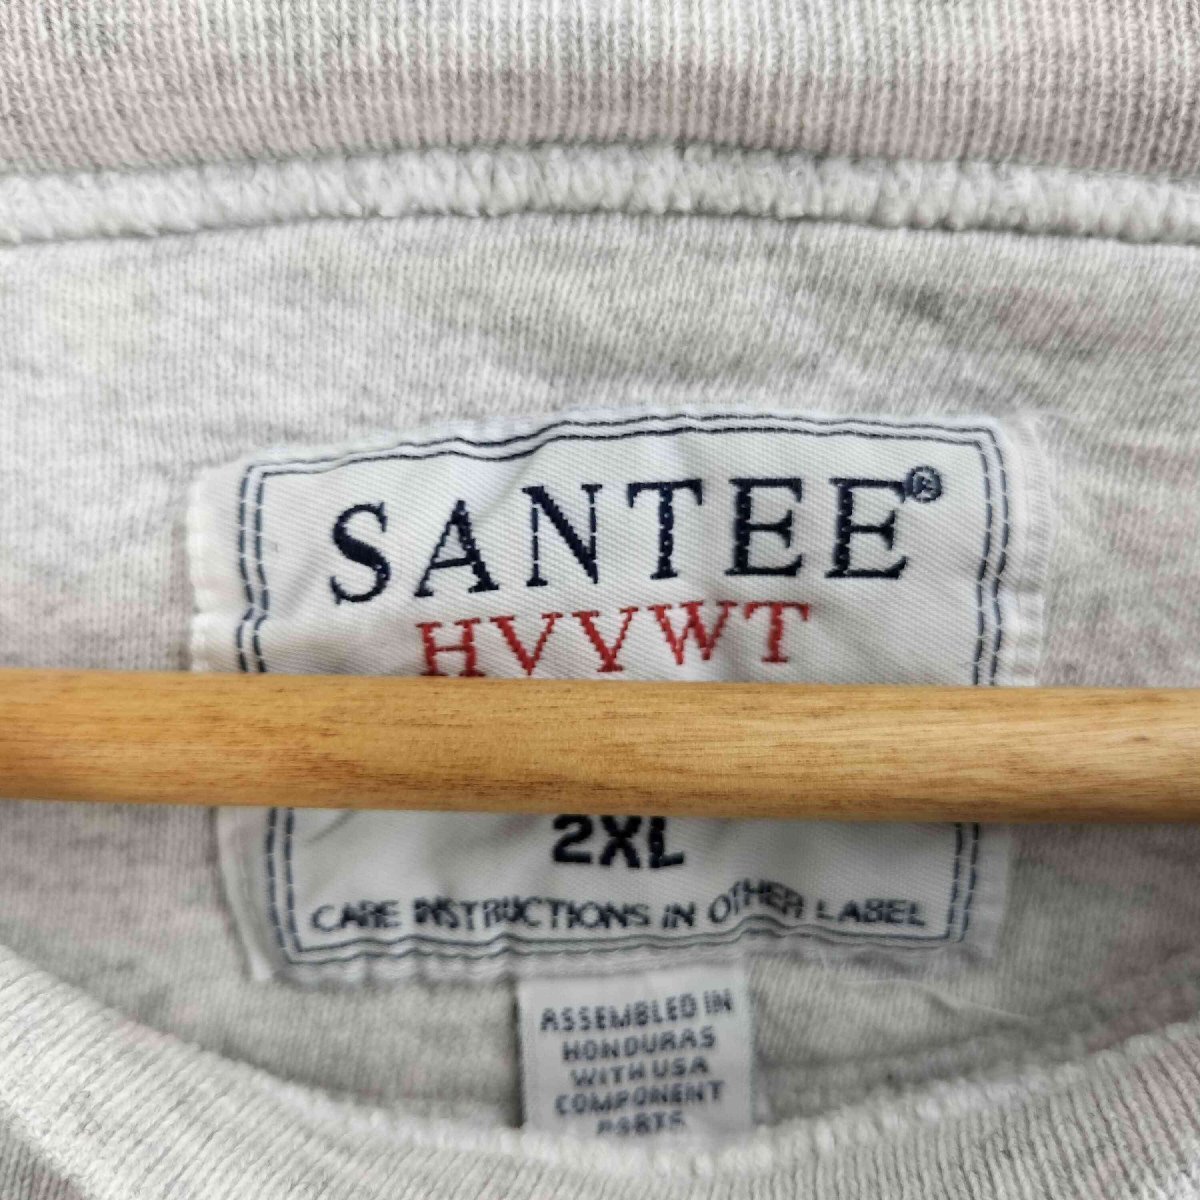 SANTEE®
HVYWT
2XL
CARE INSTRUCTIONS IN OTHER LABEL
ASSEMBLED IN
HONDURAS
WITH USA
COMPONENT
PARTS